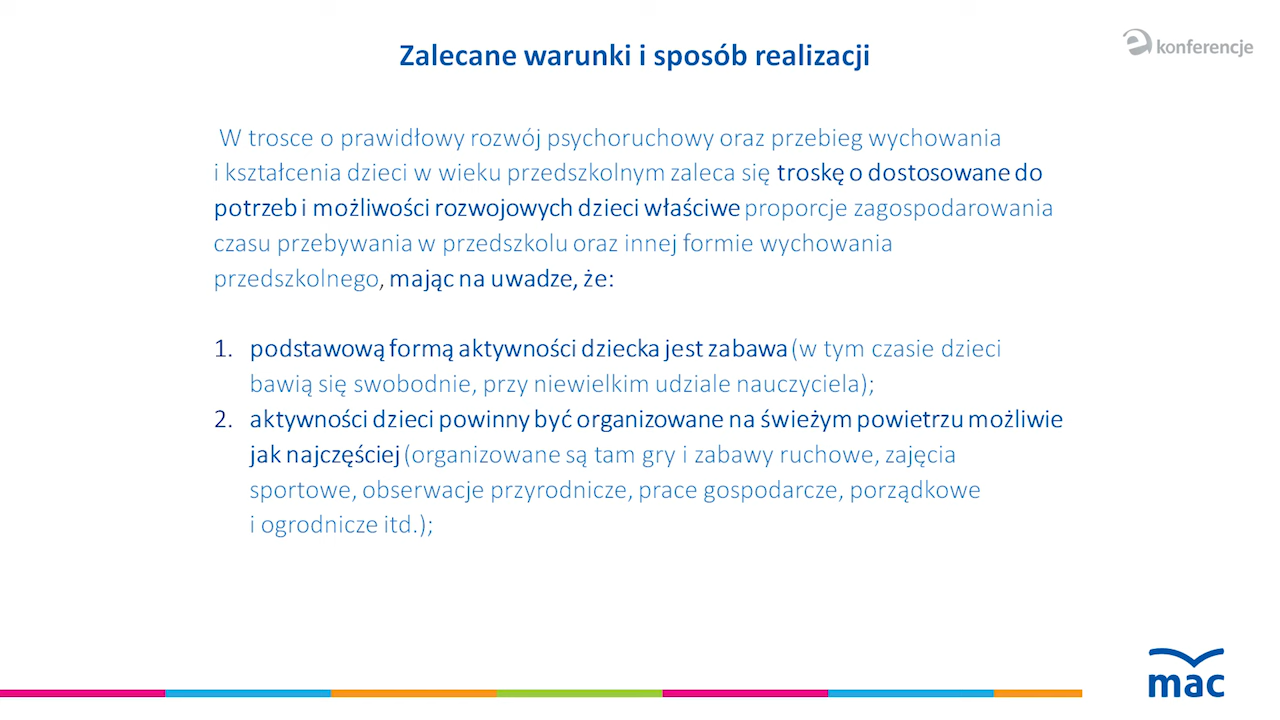 Zalecane warunki i sposób realizacji
e konferencje
W trosce o prawidłowy rozwój psychoruchowy oraz przebieg wychowania
i kształcenia dzieci w wieku przedszkolnym zaleca się troskę o dostosowane do
potrzeb i możliwości rozwojowych dzieci właściwe proporcje zagospodarowania
czasu przebywania w przedszkolu oraz innej formie wychowania
przedszkolnego, mając na uwadze, że:
1. podstawową formą aktywności dziecka jest zabawa (w tym czasie dzieci
bawią się swobodnie, przy niewielkim udziale nauczyciela);
2. aktywności dzieci powinny być organizowane na świeżym powietrzu możliwie
jak najczęściej (organizowane są tam gry i zabawy ruchowe, zajęcia
sportowe, obserwacje przyrodnicze, prace gospodarcze, porządkowe
i ogrodnicze itd.);
mac